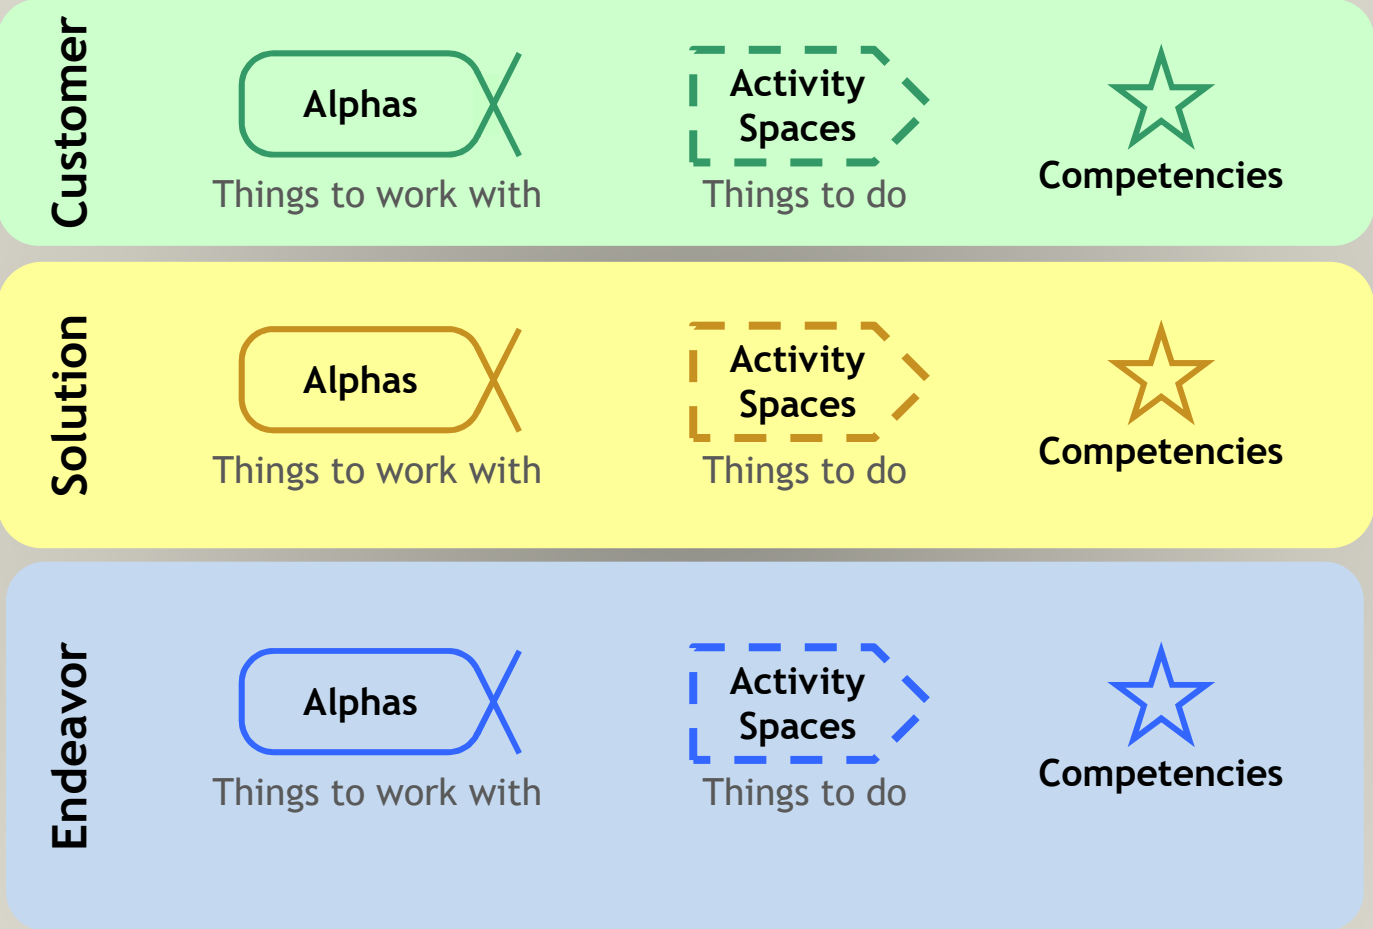 Customer
Alphas
Things to work with
Activity
Spaces
Things to do
Competencies
Solution
Alphas
Things to work with
Activity
Spaces
Things to do
Competencies
Endeavor
Alphas
Things to work with
Activity
Spaces
Things to do
Competencies